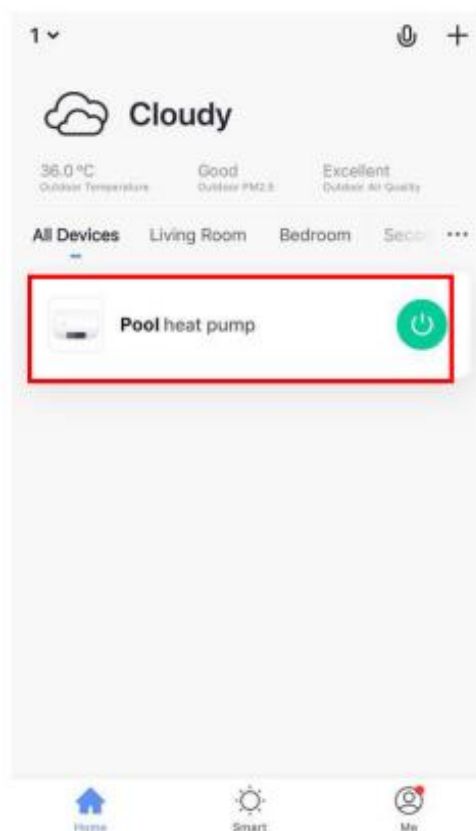 1
Cloudy
36.0 °C Good Excellent
Outdoor Temperature Outdoor PM2.5 Outdoor Air Quality
All Devices Living Room Bedroom Seco ...
Pool heat pump
Home Smart Me